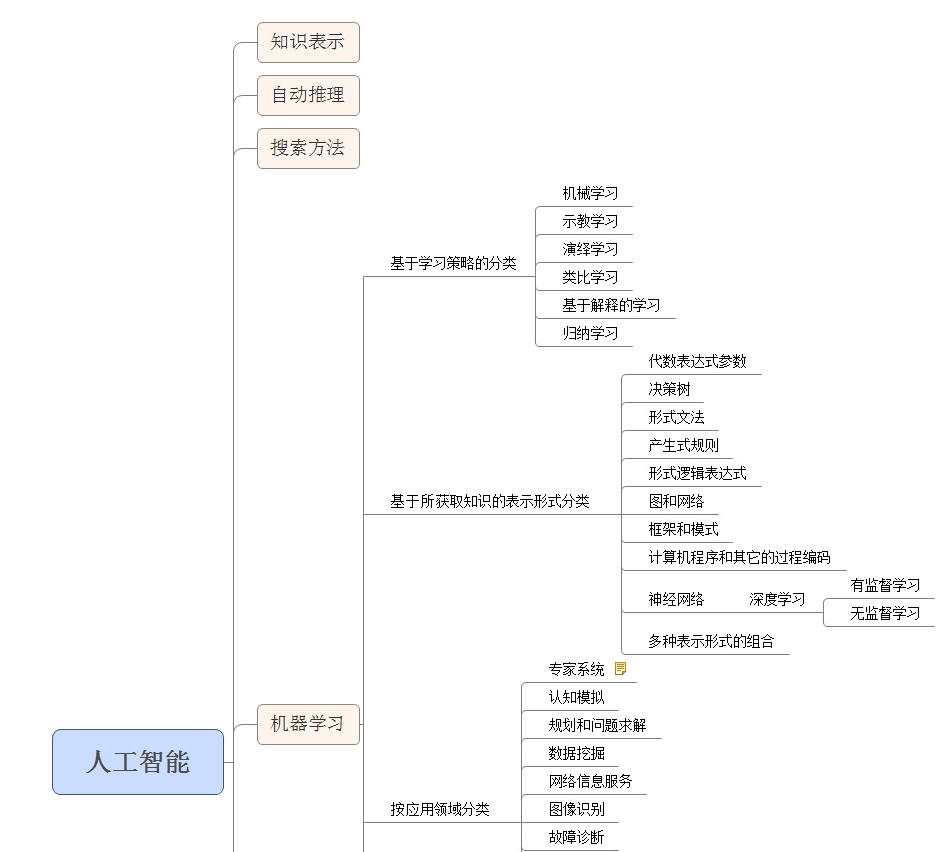 知识表示
自动推理
搜索方法
机械学习
示教学习
演绎学习
基于学习策略的分类
类比学习
基于解释的学习
归纳学习
代数表达式参数
决策树
形式文法
产生式规则
形式逻辑表达式
基于所获取知识的表示形式分类
图和网络
框架和模式
计算机程序和其它的过程编码
有监督学习
神经网络 深度学习
无监督学习
多种表示形式的组合
专家系统
认知模拟
机器学习
规划和问题求解
人工智能
数据挖掘
网络信息服务
按应用领域分类
图像识别
故障诊断